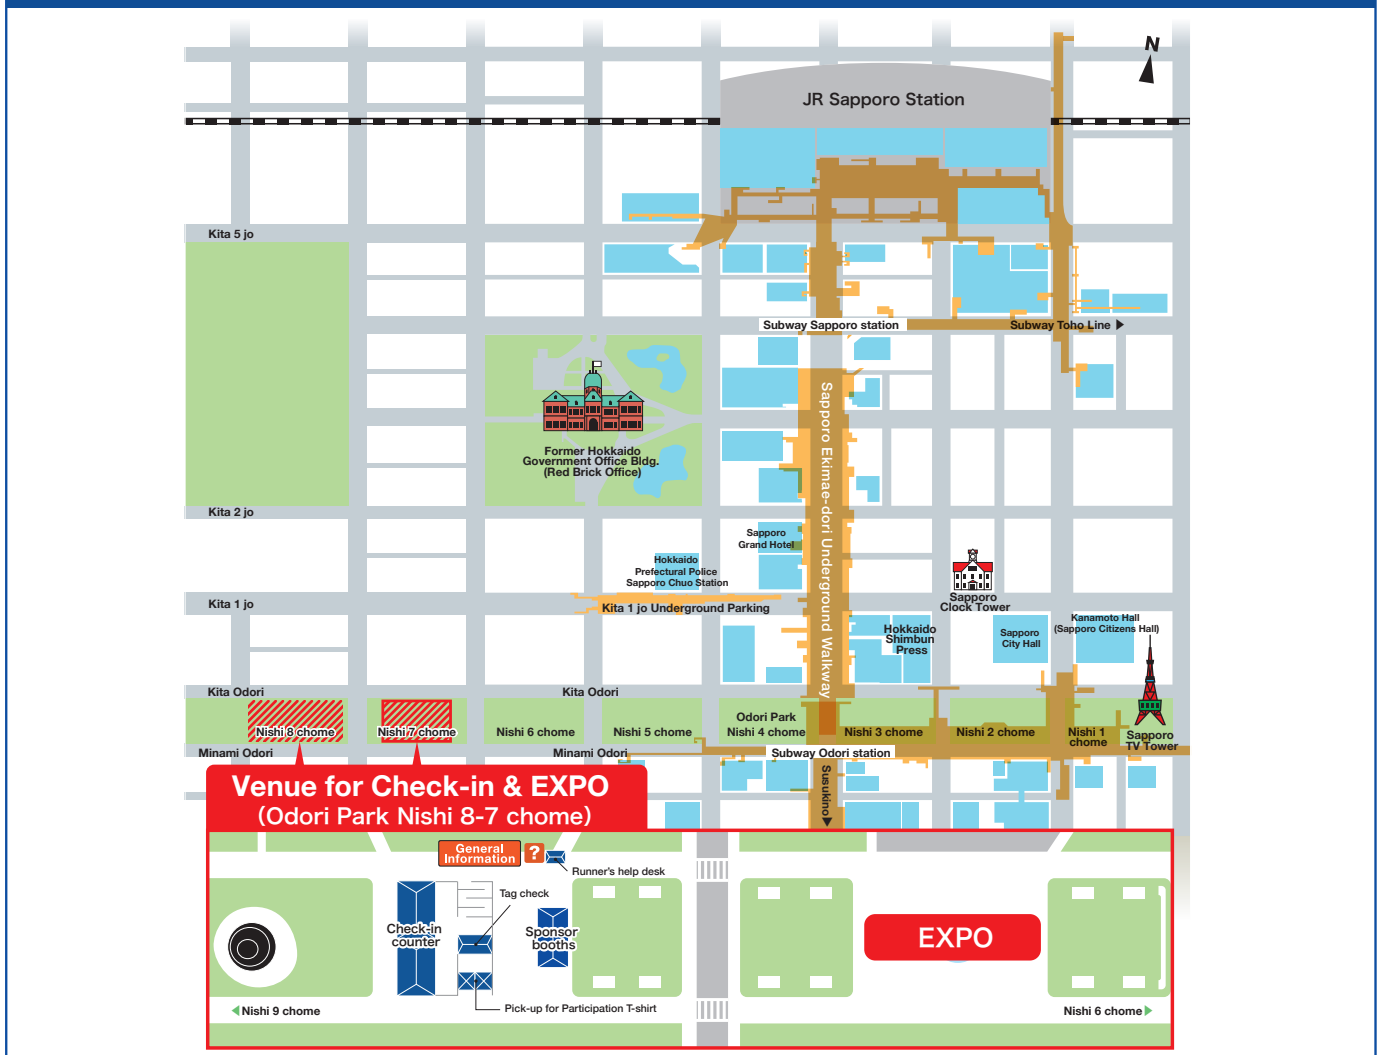 N
JR Sapporo Station
Kita 5 jo
Subway Sapporo station
Subway Toho Line
Sapporo Ekimae-dori Underground Walkway
Former Hokkaido
Government Office Bldg.
(Red Brick Office)
Kita 2 jo
Sapporo
Grand Hotel
Hokkaido
Prefectural Police
Sapporo Chuo Station
Sapporo
Clock Tower
Kita 1 jo
Kita 1 jo Underground Parking
Hokkaido
Shimbun
Press
Sapporo
City Hall
Kanamoto Hall
(Sapporo Citizens Hall)
Kita Odori
Kita Odori
Nishi 8 chome
Nishi 7 chome
Nishi 6 chome
Nishi 5 chome
Odori Park
Nishi 4 chome
Nishi 3 chome
Nishi 2 chome
Nishi 1
chome
Sapporo
TV Tower
Minami Odori
Minami Odori
Subway Odori station
Susukino
Venue for Check-in & EXPO
(Odori Park Nishi 8-7 chome)
General
Information
?
Runner's help desk
Tag check
Check-in
counter
Sponsor
booths
EXPO
Pick-up for Participation T-shirt
Nishi 9 chome
Nishi 6 chome